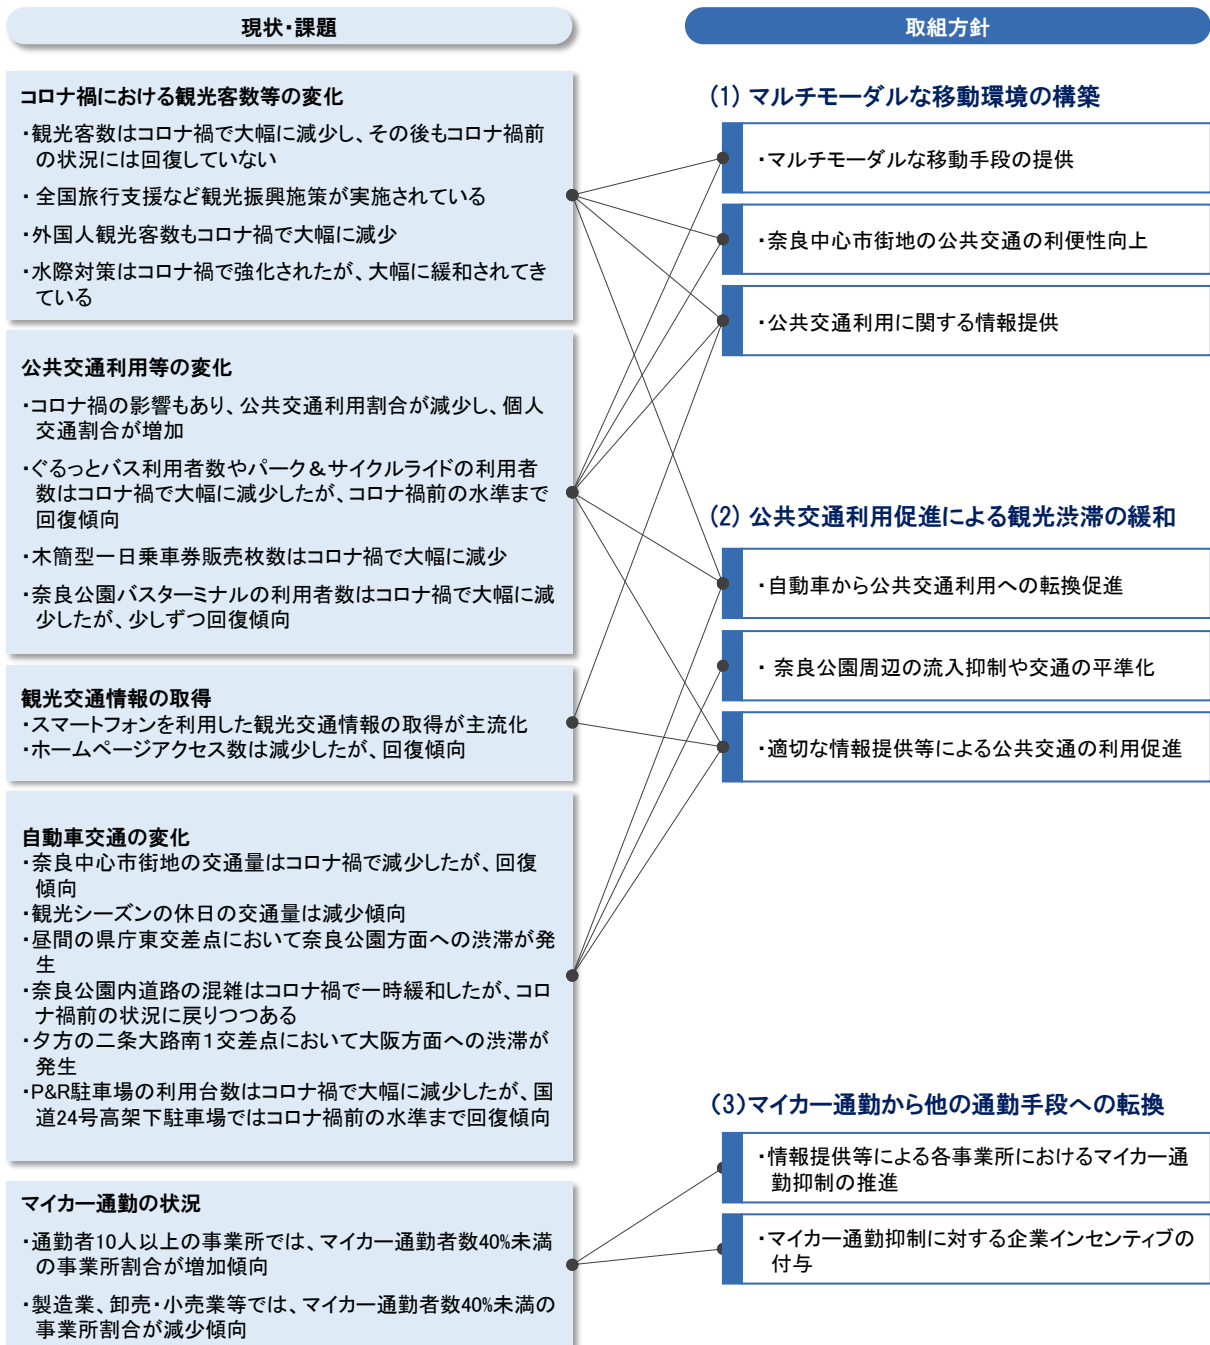 現状・課題
コロナ禍における観光客数等の変化
・観光客数はコロナ禍で大幅に減少し、その後もコロナ禍前
の状況には回復していない
・ 全国旅行支援など観光振興施策が実施されている
・外国人観光客数もコロナ禍で大幅に減少
・水際対策はコロナ禍で強化されたが、大幅に緩和されてき
ている
公共交通利用等の変化
・コロナ禍の影響もあり、公共交通利用割合が減少し、個人
交通割合が増加
・ぐるっとバス利用者数やパーク＆サイクルライドの利用者
数はコロナ禍で大幅に減少したが、コロナ禍前の水準まで
回復傾向
・木簡型一日乗車券販売枚数はコロナ禍で大幅に減少
・奈良公園バスターミナルの利用者数はコロナ禍で大幅に減
少したが、少しずつ回復傾向
観光交通情報の取得
・スマートフォンを利用した観光交通情報の取得が主流化
・ホームページアクセス数は減少したが、回復傾向
自動車交通の変化
・奈良中心市街地の交通量はコロナ禍で減少したが、回復
傾向
・観光シーズンの休日の交通量は減少傾向
・昼間の県庁東交差点において奈良公園方面への渋滞が発
生
・奈良公園内道路の混雑はコロナ禍で一時緩和したが、コロ
ナ禍前の状況に戻りつつある
・夕方の二条大路南１交差点において大阪方面への渋滞が
発生
・P&R駐車場の利用台数はコロナ禍で大幅に減少したが、国
道24号高架下駐車場ではコロナ禍前の水準まで回復傾向
マイカー通勤の状況
・通勤者10人以上の事業所では、マイカー通勤者数40%未満
の事業所割合が増加傾向
・製造業、卸売・小売業等では、マイカー通勤者数40%未満の
事業所割合が減少傾向
取組方針
(1) マルチモーダルな移動環境の構築
・マルチモーダルな移動手段の提供
・奈良中心市街地の公共交通の利便性向上
・公共交通利用に関する情報提供
(2) 公共交通利用促進による観光渋滞の緩和
・自動車から公共交通利用への転換促進
・ 奈良公園周辺の流入抑制や交通の平準化
・適切な情報提供等による公共交通の利用促進
(3)マイカー通勤から他の通勤手段への転換
・情報提供等による各事業所におけるマイカー通
勤抑制の推進
・マイカー通勤抑制に対する企業インセンティブの
付与